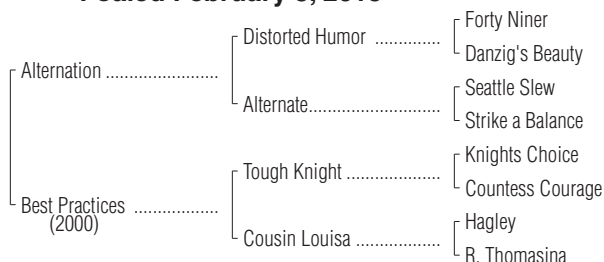 Foaled February
Forty Niner
Distorted Humor ..............
Danzig's Beauty
Alternation ........................
Seattle Slew
Alternate............................
Strike a Balance
Knights Choice
Tough Knight ....................
Countess Courage
Best Practices ..................
(2000)
Hagley
Cousin Louisa ..................
R. Thomasina